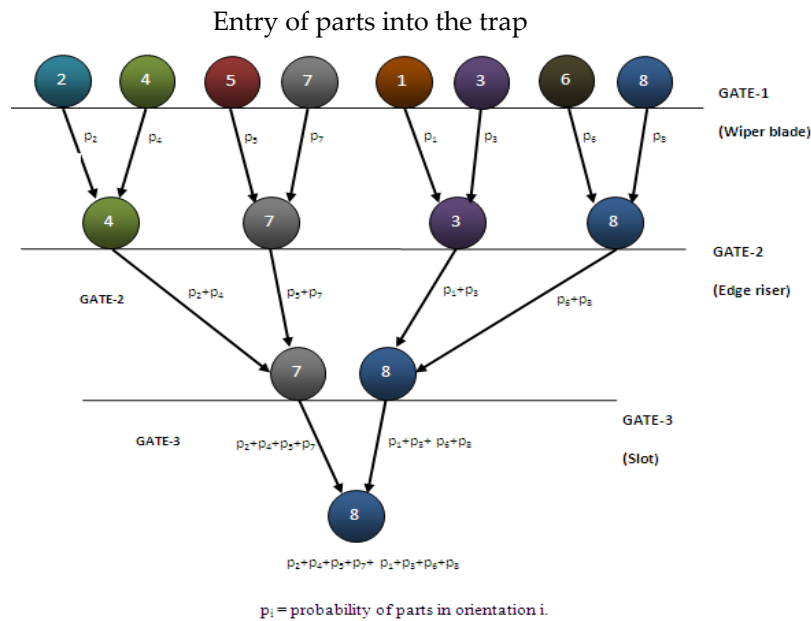 Entry of parts into the trap
2 4 5 7 1 3 6 8
GATE-1
(Wiper blade)
p₂ p₄ p₅ p₇ p₁ p₃ p₆ p₈
4 7 3 8
GATE-2
(Edge riser)
GATE-2
p₂+p₄ p₅+p₇ p₁+p₃ p₆+p₈
7 8
GATE-3
(Slot)
GATE-3
p₂+p₄+p₅+p₇ p₁+p₃+ p₆+p₈
8
p₂+p₄+p₅+p₇+ p₁+p₃+p₆+p₈
pᵢ = probability of parts in orientation i.